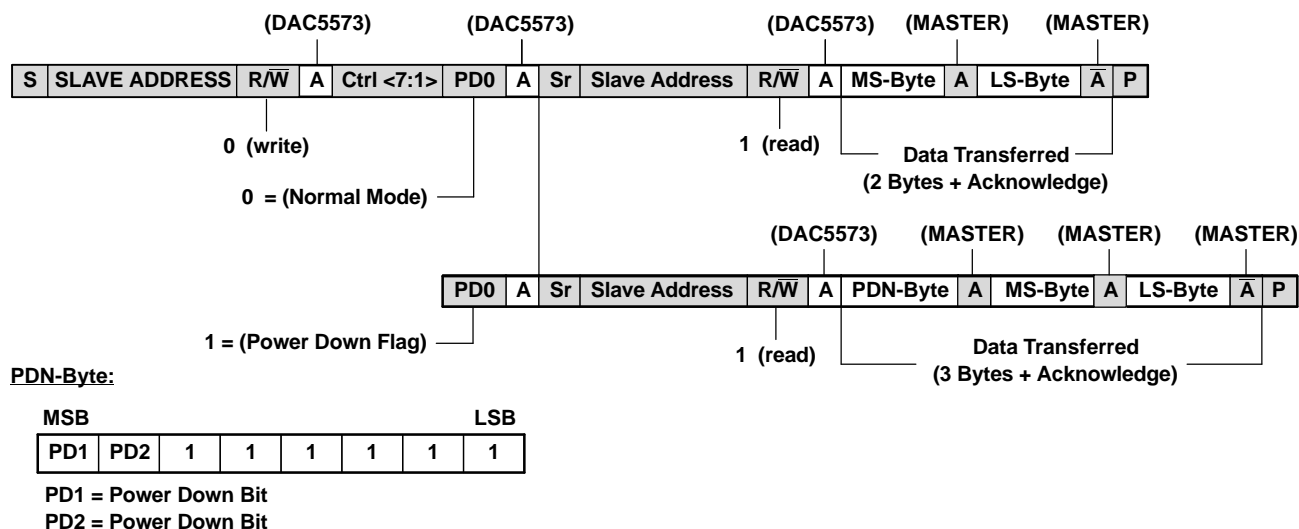 (DAC5573) (DAC5573) (DAC5573) (MASTER) (MASTER)
S SLAVE ADDRESS R/W̅ A Ctrl <7:1> PD0 A Sr Slave Address R/W̅ A MS-Byte A LS-Byte A̅ P
0 (write) 1 (read) Data Transferred
(2 Bytes + Acknowledge)
0 = (Normal Mode)
(DAC5573) (MASTER) (MASTER) (MASTER)
PD0 A Sr Slave Address R/W̅ A PDN-Byte A MS-Byte A LS-Byte A̅ P
1 = (Power Down Flag) 1 (read) Data Transferred
(3 Bytes + Acknowledge)
PDN-Byte:
MSB LSB
PD1 PD2 1 1 1 1 1 1
PD1 = Power Down Bit
PD2 = Power Down Bit